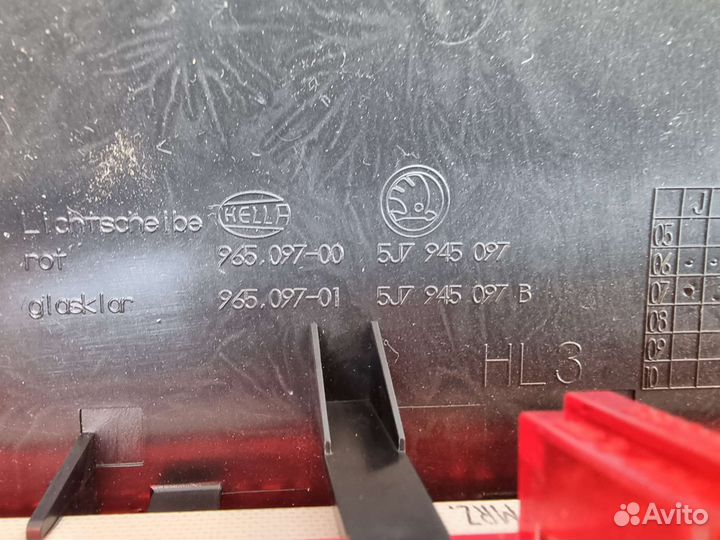 Lichtscheibe HELLA
rot 965.097-00 5J7 945 097
glasklar 965.097-01 5J7 945 097 B
HL3
J
05
06
07
08
09
10
MRZ.
Avito